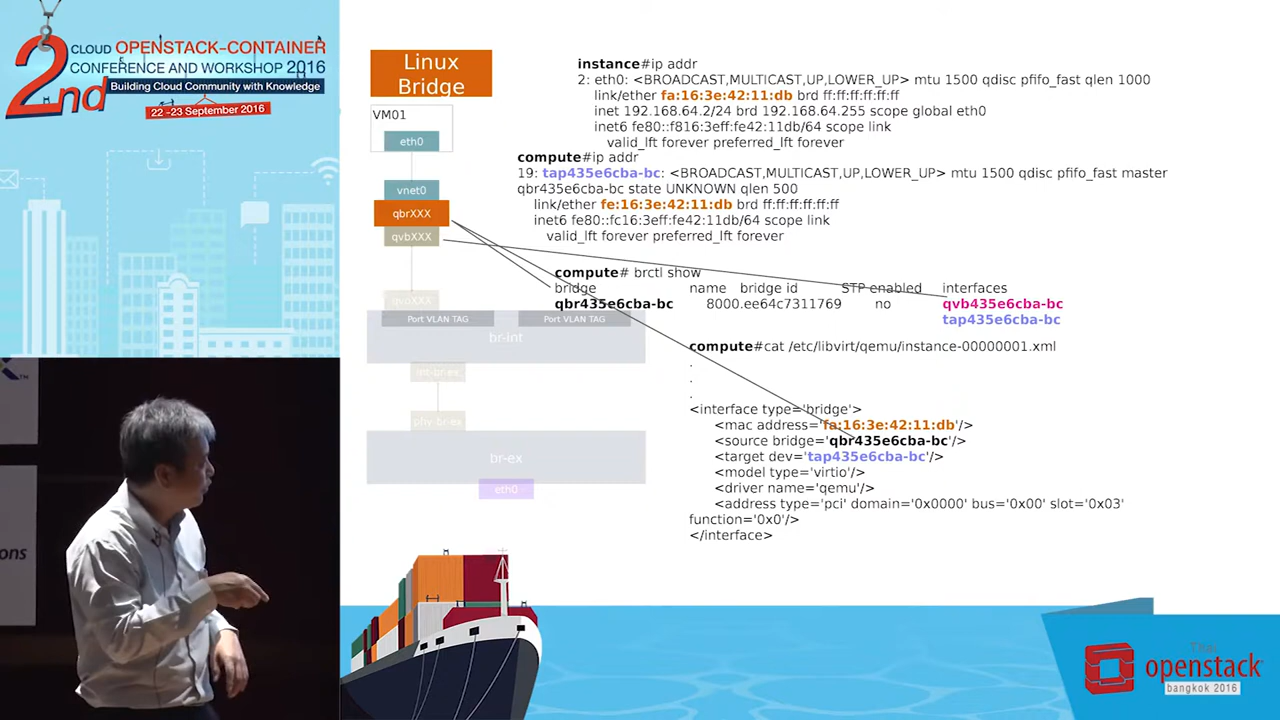 2nd
CLOUD OPENSTACK-CONTAINER
CONFERENCE AND WORKSHOP 2016
Building Cloud Community with Knowledge
22 -23 September 2016
ons
Linux
Bridge
VM01
eth0
vnet0
qbrXXX
qvbXXX
qvoXXX
Port VLAN TAG
Port VLAN TAG
br-int
int-br-ex
phy-br-ex
br-ex
eth0
instance#ip addr
2: eth0: <BROADCAST,MULTICAST,UP,LOWER_UP> mtu 1500 qdisc pfifo_fast qlen 1000
link/ether fa:16:3e:42:11:db brd ff:ff:ff:ff:ff:ff
inet 192.168.64.2/24 brd 192.168.64.255 scope global eth0
inet6 fe80::f816:3eff:fe42:11db/64 scope link
valid_lft forever preferred_lft forever
compute#ip addr
19: tap435e6cba-bc: <BROADCAST,MULTICAST,UP,LOWER_UP> mtu 1500 qdisc pfifo_fast master
qbr435e6cba-bc state UNKNOWN qlen 500
link/ether fe:16:3e:42:11:db brd ff:ff:ff:ff:ff:ff
inet6 fe80::fc16:3eff:fe42:11db/64 scope link
valid_lft forever preferred_lft forever
compute# brctl show
bridge name bridge id STP enabled interfaces
qbr435e6cba-bc 8000.ee64c7311769 no qvb435e6cba-bc
tap435e6cba-bc
compute#cat /etc/libvirt/qemu/instance-00000001.xml
.
.
.
<interface type='bridge'>
<mac address='fa:16:3e:42:11:db'/>
<source bridge='qbr435e6cba-bc'/>
<target dev='tap435e6cba-bc'/>
<model type='virtio'/>
<driver name='qemu'/>
<address type='pci' domain='0x0000' bus='0x00' slot='0x03'
function='0x0'/>
</interface>
THAI
openstack
bangkok 2016